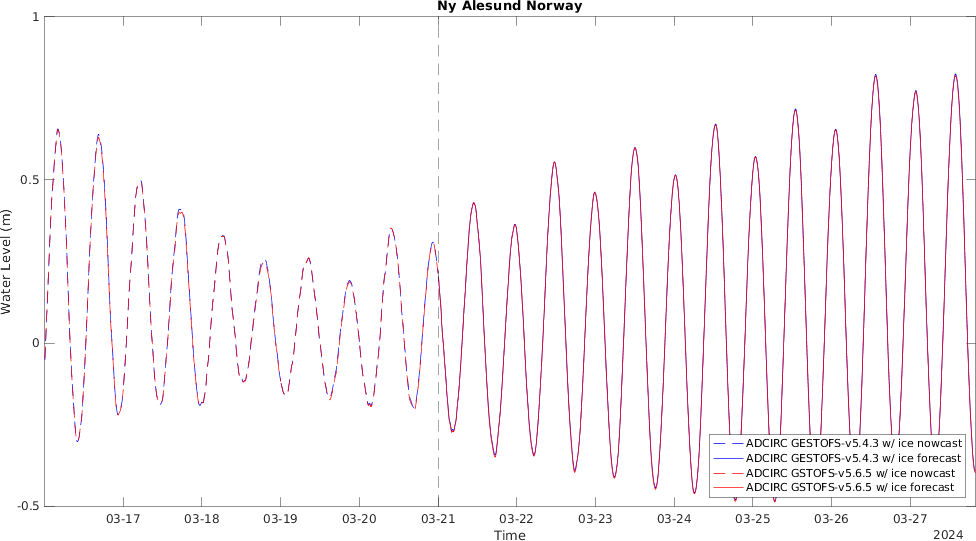 Ny Alesund Norway
1
0.5
0
-0.5
Water Level (m)
ADCIRC GESTOFS-v5.4.3 w/ ice nowcast
ADCIRC GESTOFS-v5.4.3 w/ ice forecast
ADCIRC GSTOFS-v5.6.5 w/ ice nowcast
ADCIRC GSTOFS-v5.6.5 w/ ice forecast
03-17 03-18 03-19 03-20 03-21 03-22 03-23 03-24 03-25 03-26 03-27
Time
2024